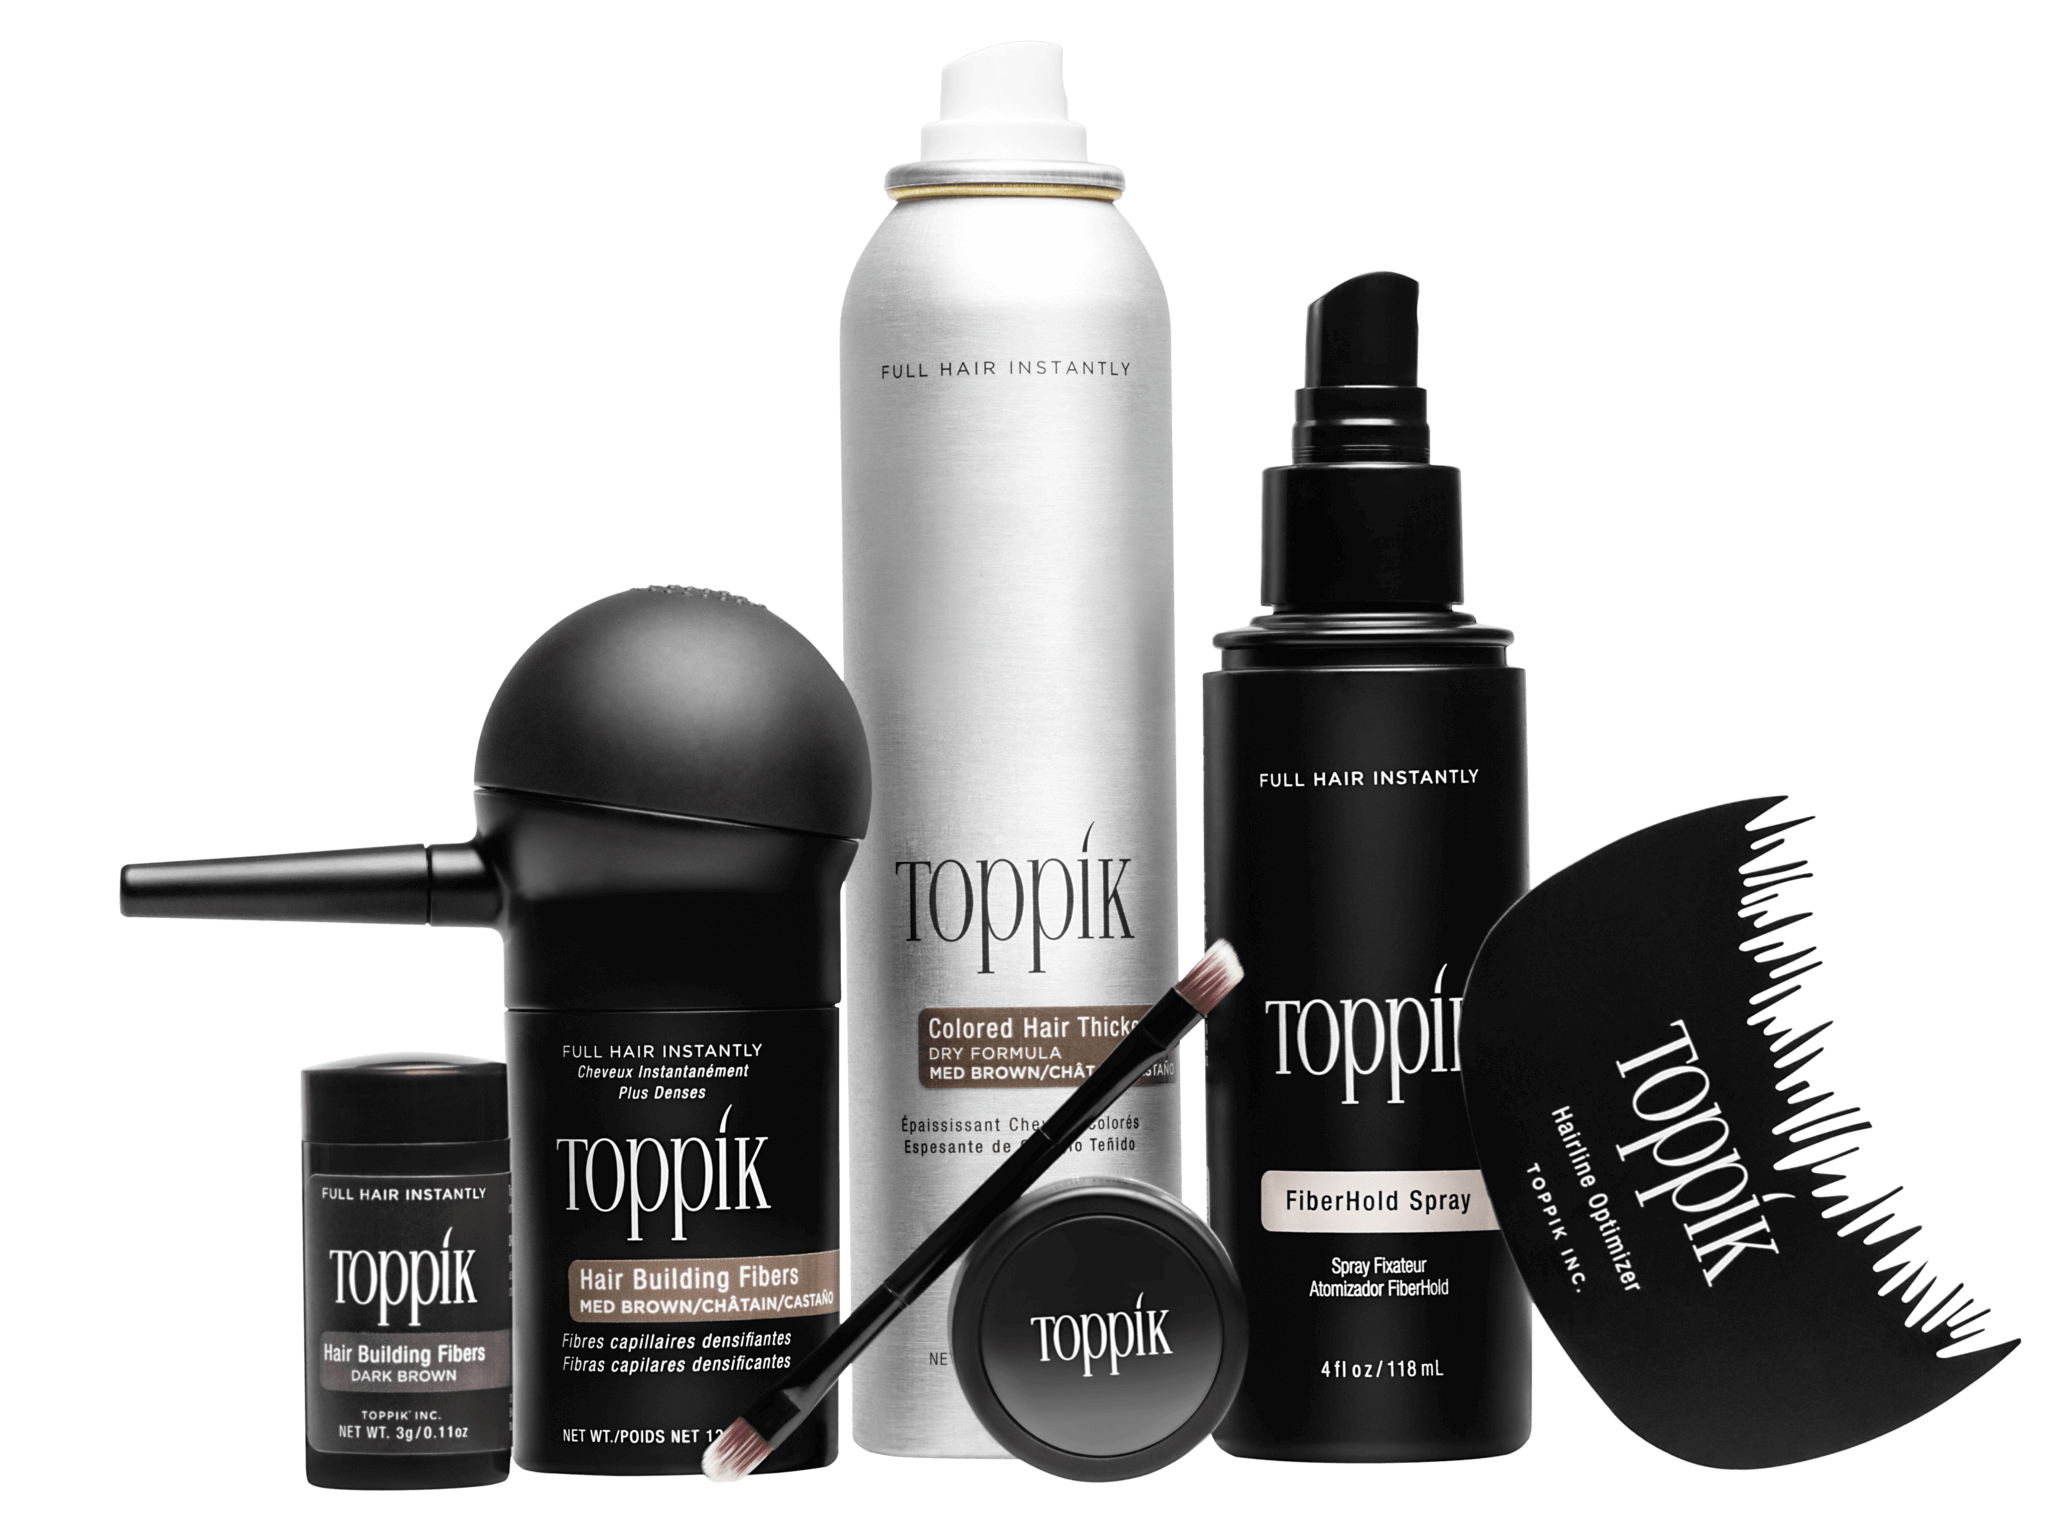 FULL HAIR INSTANTLY
Toppik
Hair Building Fibers
DARK BROWN
TOPPIK INC.
NET WT. 3g/0.11oz
FULL HAIR INSTANTLY
Cheveux Instantanément
Plus Denses
Toppik
Hair Building Fibers
MED BROWN/CHÂTAIN/CASTAÑO
Fibres capillaires densifiantes
Fibras capilares densificantes
NET WT./POIDS NET 12
FULL HAIR INSTANTLY
Toppik
Colored Hair
DRY FORMULA
MED BROWN
Épaississant Colorés
Espesante de Teñido
Toppik
FULL HAIR INSTANTLY
Toppik
FiberHold Spray
Spray Fixateur
Atomizador FiberHold
4 fl oz/118 mL
Toppik
Hairline Optimizer
TOPPIK INC.